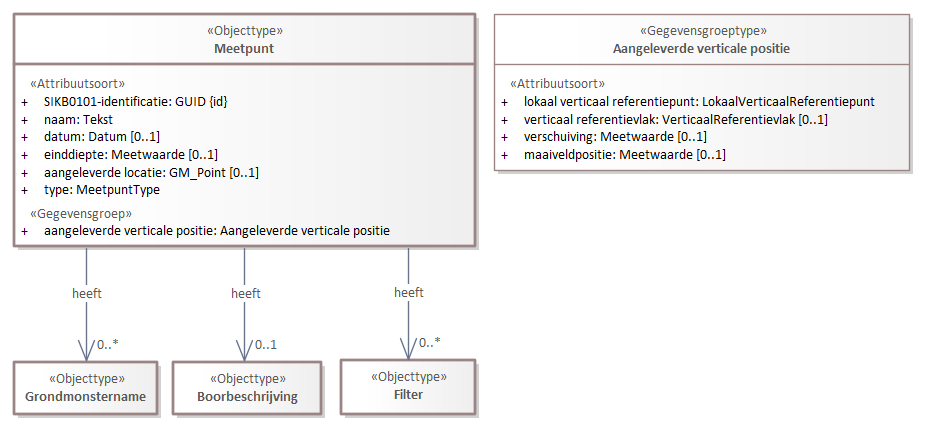 «Objecttype»
Meetpunt
«Attribuutsoort»
+ SIKB0101-identificatie: GUID {id}
+ naam: Tekst
+ datum: Datum [0..1]
+ einddiepte: Meetwaarde [0..1]
+ aangeleverde locatie: GM_Point [0..1]
+ type: MeetpuntType
«Gegevensgroep»
+ aangeleverde verticale positie: Aangeleverde verticale positie
«Gegevensgroeptype»
Aangeleverde verticale positie
«Attribuutsoort»
+ lokaal verticaal referentiepunt: LokaalVerticaalReferentiepunt
+ verticaal referentievlak: VerticaalReferentievlak [0..1]
+ verschuiving: Meetwaarde [0..1]
+ maaiveldpositie: Meetwaarde [0..1]
heeft
heeft
heeft
0..*
0..1
0..*
«Objecttype»
Grondmonstername
«Objecttype»
Boorbeschrijving
«Objecttype»
Filter